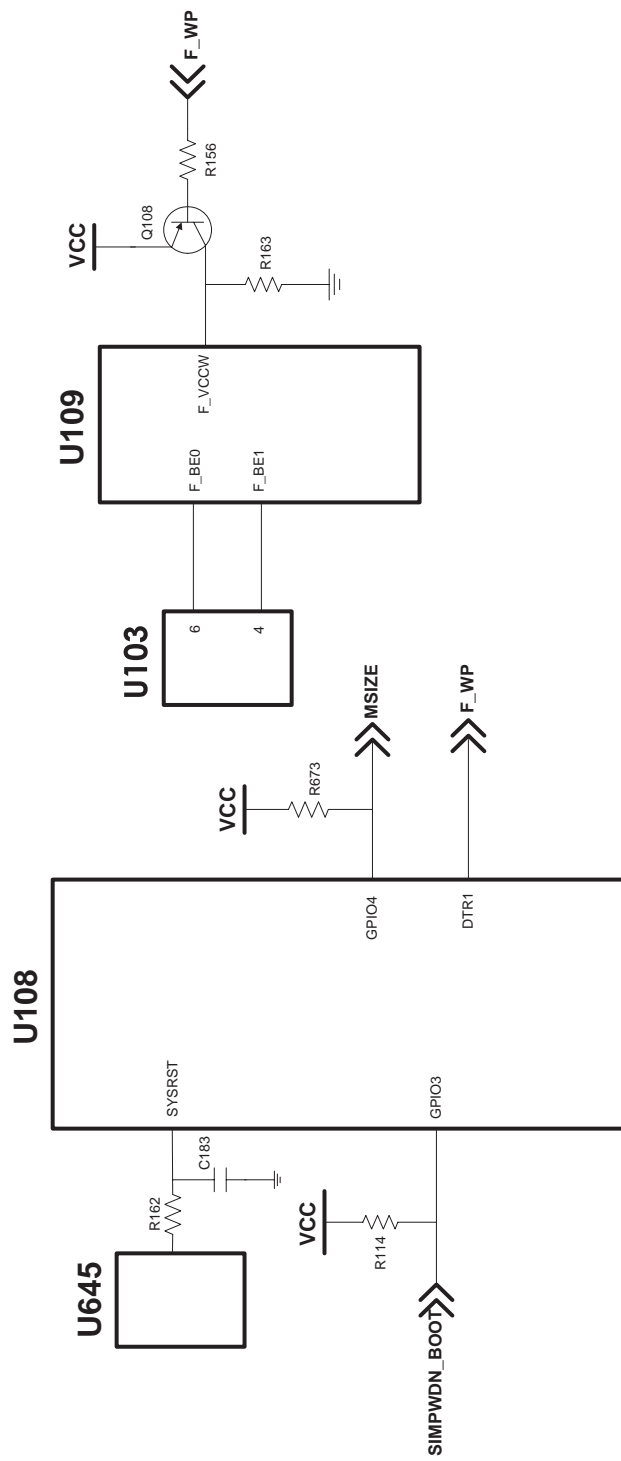 U645
R162
C183
SYSRST
U108
VCC
R114
SIMPWDN_BOOT
GPIO3
VCC
R673
GPIO4
MSIZE
DTR1
F_WP
U103
6
4
U109
F_BE0
F_BE1
F_VCCW
VCC
Q108
R163
R156
F_WP